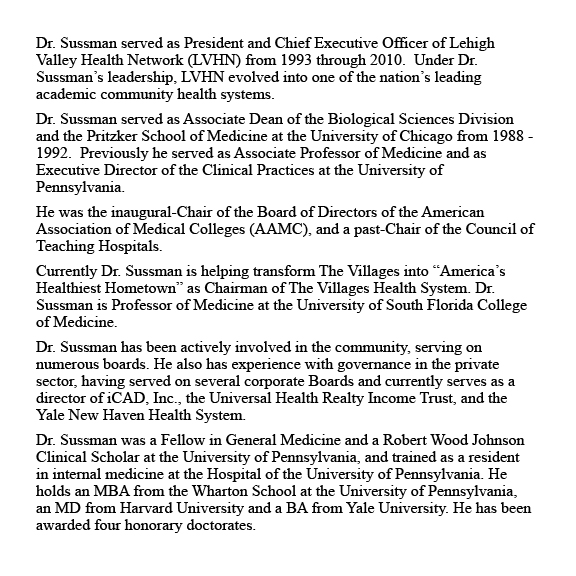 Dr. Sussman served as President and Chief Executive Officer of Lehigh
Valley Health Network (LVHN) from 1993 through 2010.  Under Dr.
Sussman’s leadership, LVHN evolved into one of the nation’s leading
academic community health systems.
Dr. Sussman served as Associate Dean of the Biological Sciences Division
and the Pritzker School of Medicine at the University of Chicago from 1988 -
1992.  Previously he served as Associate Professor of Medicine and as
Executive Director of the Clinical Practices at the University of
Pennsylvania.
He was the inaugural-Chair of the Board of Directors of the American
Association of Medical Colleges (AAMC), and a past-Chair of the Council of
Teaching Hospitals.
Currently Dr. Sussman is helping transform The Villages into “America’s
Healthiest Hometown” as Chairman of The Villages Health System. Dr.
Sussman is Professor of Medicine at the University of South Florida College
of Medicine.
Dr. Sussman has been actively involved in the community, serving on
numerous boards. He also has experience with governance in the private
sector, having served on several corporate Boards and currently serves as a
director of iCAD, Inc., the Universal Health Realty Income Trust, and the
Yale New Haven Health System.
Dr. Sussman was a Fellow in General Medicine and a Robert Wood Johnson
Clinical Scholar at the University of Pennsylvania, and trained as a resident
in internal medicine at the Hospital of the University of Pennsylvania. He
holds an MBA from the Wharton School at the University of Pennsylvania,
an MD from Harvard University and a BA from Yale University. He has been
awarded four honorary doctorates.